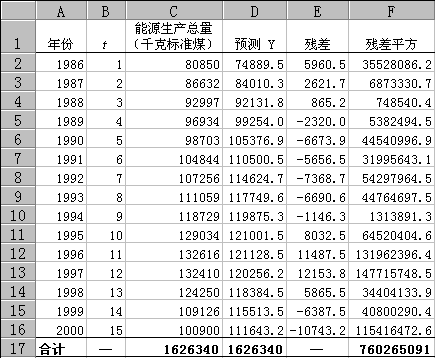 A B C D E F
1 年份 t 能源生产总量 (千克标准煤) 预测 Y 残差 残差平方
2 1986 1 80850 74889.5 5960.5 35528086.2
3 1987 2 86632 84010.3 2621.7 6873330.7
4 1988 3 92997 92131.8 865.2 748540.4
5 1989 4 96934 99254.0 -2320.0 5382494.5
6 1990 5 98703 105376.9 -6673.9 44540996.9
7 1991 6 104844 110500.5 -5656.5 31995643.1
8 1992 7 107256 114624.7 -7368.7 54297964.5
9 1993 8 111059 117749.6 -6690.6 44764697.5
10 1994 9 118729 119875.3 -1146.3 1313891.3
11 1995 10 129034 121001.5 8032.5 64520404.6
12 1996 11 132616 121128.5 11487.5 131962396.4
13 1997 12 132410 120256.2 12153.8 147715748.5
14 1998 13 124250 118384.5 5865.5 34404133.9
15 1999 14 109126 115513.5 -6387.5 40800290.4
16 2000 15 100900 111643.2 -10743.2 115416472.6
17 合计 — 1626340 1626340 — 760265091